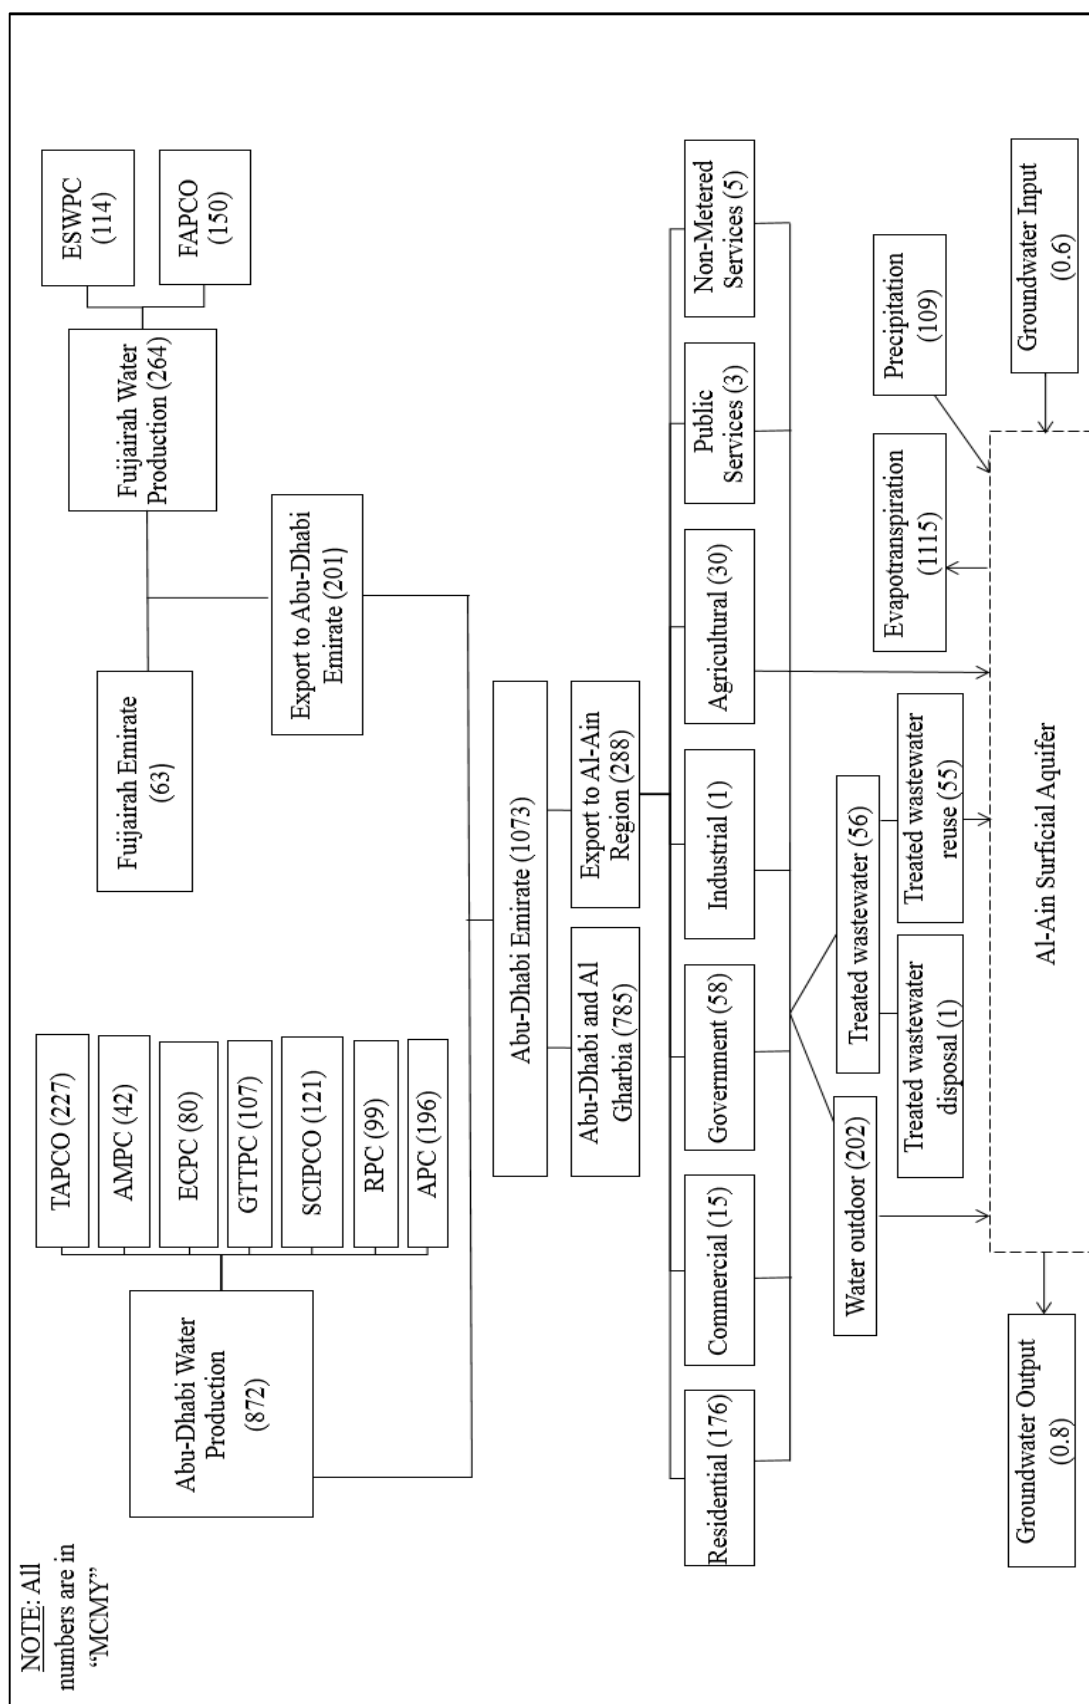 NOTE: All
numbers are in
“MCMY”
Abu-Dhabi Water
Production
(872)
TAPCO (227)
AMPC (42)
ECPC (80)
GTTPC (107)
SCIPCO (121)
RPC (99)
APC (196)
Fuijairah Emirate
(63)
Fuijairah Water
Production (264)
ESWPC
(114)
FAPCO
(150)
Export to Abu-Dhabi
Emirate (201)
Abu-Dhabi Emirate (1073)
Abu-Dhabi and Al
Gharbia (785)
Export to Al-Ain
Region (288)
Residential (176)
Commercial (15)
Government (58)
Industrial (1)
Agricultural (30)
Public
Services (3)
Non-Metered
Services (5)
Water outdoor (202)
Treated wastewater (56)
Treated wastewater
disposal (1)
Treated wastewater
reuse (55)
Evapotranspiration
(1115)
Precipitation
(109)
Groundwater Output
(0.8)
Al-Ain Surficial Aquifer
Groundwater Input
(0.6)